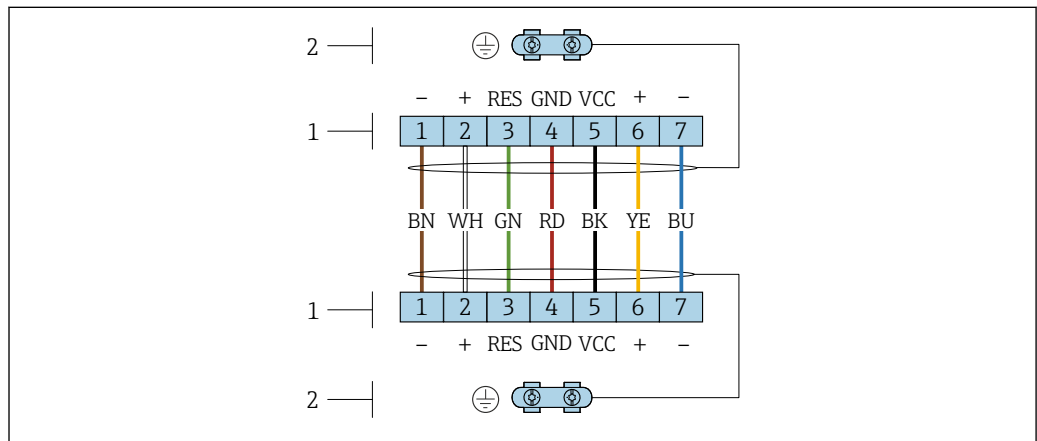 2
− + RES GND VCC + −
1 1 2 3 4 5 6 7
BN WH GN RD BK YE BU
1 1 2 3 4 5 6 7
− + RES GND VCC + −
2